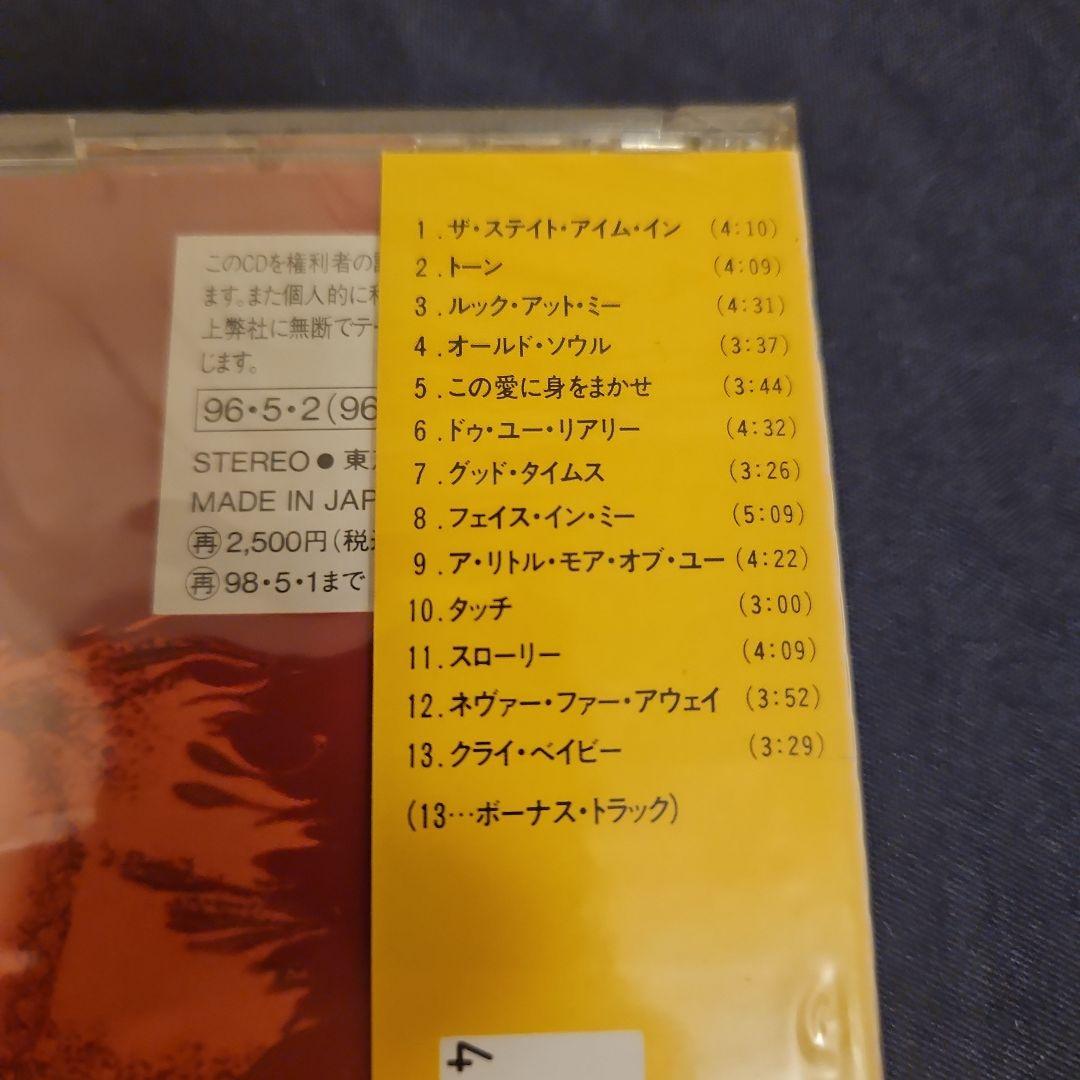 このCDを権利者の
ます。また個人的に
上弊社に無断でテー
じます。
96・5・2(96
STEREO●東
MADE IN JAP
再2,500円(税
再98・5・1まで
1.ザ・ステイト・アイム・イン (4:10)
2.トーン (4:09)
3.ルック・アット・ミー (4:31)
4.オールド・ソウル (3:37)
5.この愛に身をまかせ (3:44)
6.ドゥ・ユー・リアリー (4:32)
7.グッド・タイムス (3:26)
8.フェイス・イン・ミー (5:09)
9.ア・リトル・モア・オブ・ユー (4:22)
10.タッチ (3:00)
11.スローリー (4:09)
12.ネヴァー・ファー・アウェイ (3:52)
13.クライ・ベイビー (3:29)
(13…ボーナス・トラック)
4